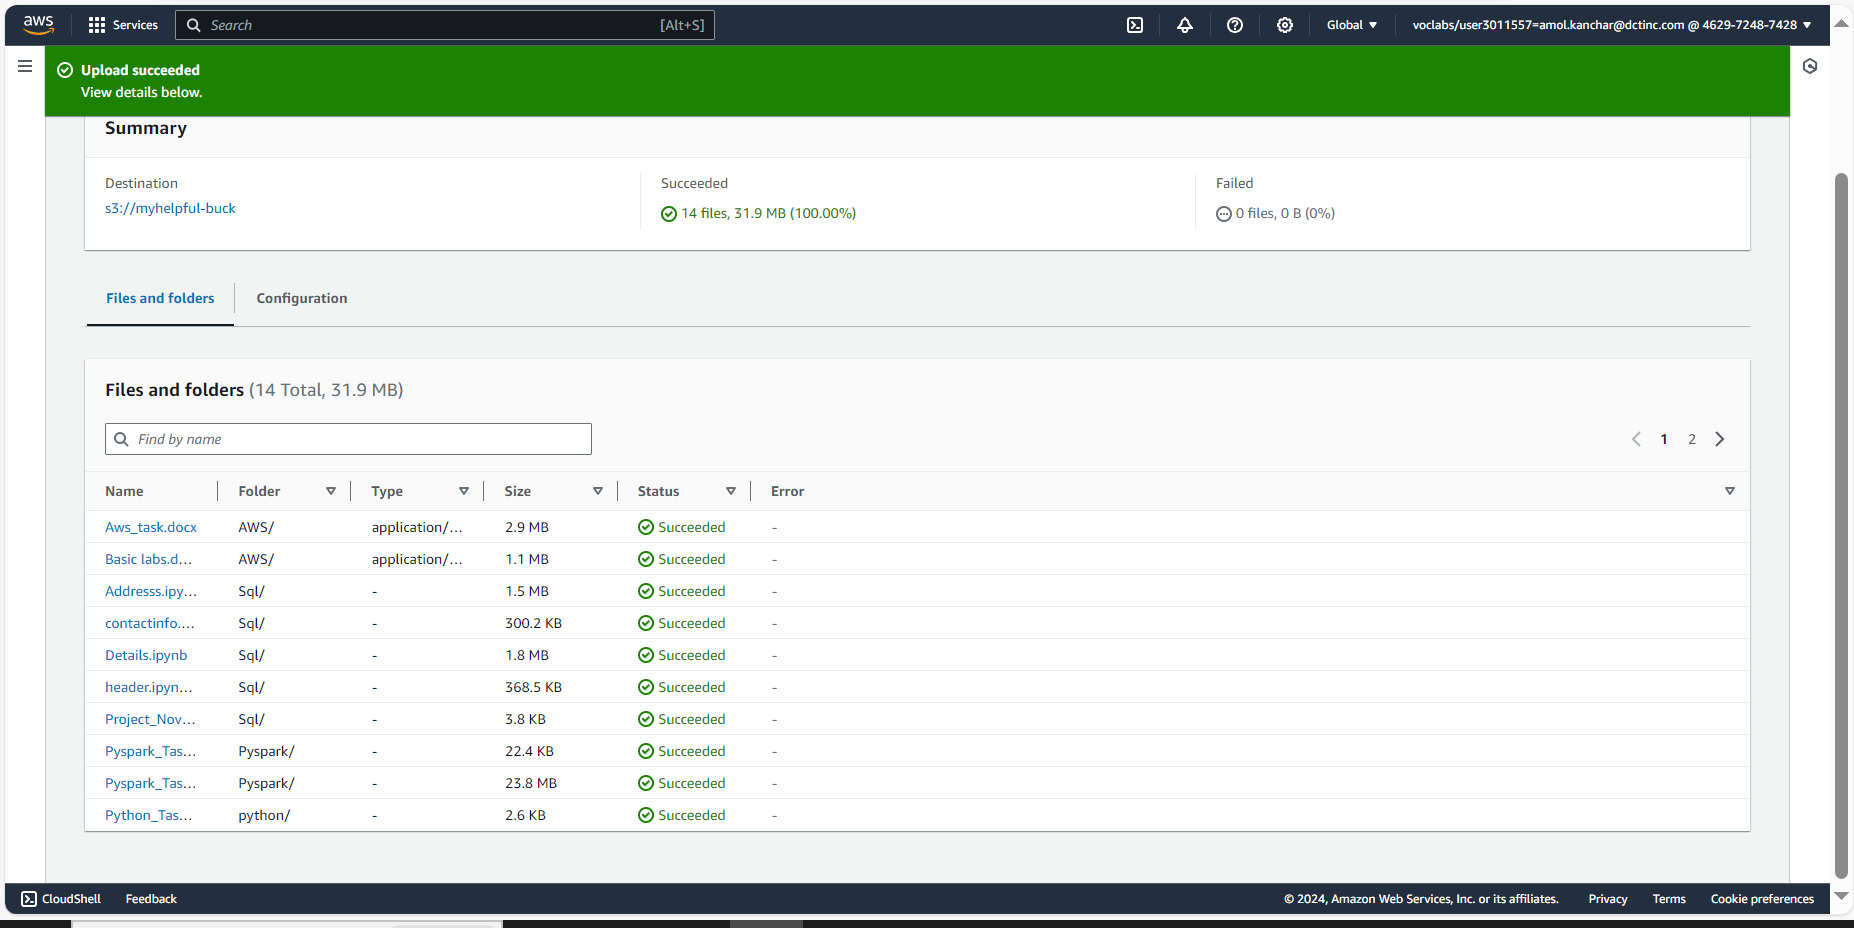 aws Services Search [Alt+S] Global voclabs/user3011557=amol.kanchar@dctinc.com @ 4629-7248-7428
Upload succeeded
View details below.
Summary
Destination Succeeded Failed
s3://myhelpful-buck 14 files, 31.9 MB (100.00%) 0 files, 0 B (0%)
Files and folders Configuration
Files and folders (14 Total, 31.9 MB)
Find by name 1 2
Name Folder Type Size Status Error
Aws_task.docx AWS/ application/... 2.9 MB Succeeded -
Basic labs.d... AWS/ application/... 1.1 MB Succeeded -
Addresss.ipy... Sql/ - 1.5 MB Succeeded -
contactinfo.... Sql/ - 300.2 KB Succeeded -
Details.ipynb Sql/ - 1.8 MB Succeeded -
header.ipyn... Sql/ - 368.5 KB Succeeded -
Project_Nov... Sql/ - 3.8 KB Succeeded -
Pyspark_Tas... Pyspark/ - 22.4 KB Succeeded -
Pyspark_Tas... Pyspark/ - 23.8 MB Succeeded -
Python_Tas... python/ - 2.6 KB Succeeded -
CloudShell Feedback © 2024, Amazon Web Services, Inc. or its affiliates. Privacy Terms Cookie preferences